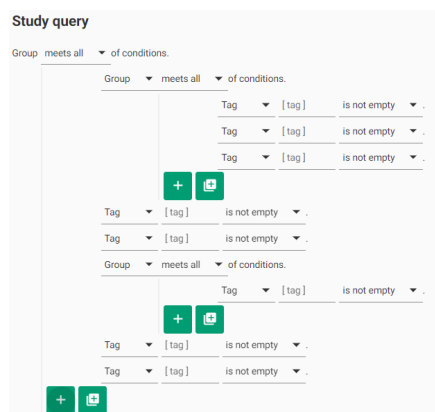 Study query
Group meets all of conditions.
Group meets all of conditions.
Tag [ tag ] is not empty .
Tag [ tag ] is not empty .
Tag [ tag ] is not empty .
+
Tag [ tag ] is not empty .
Tag [ tag ] is not empty .
Group meets all of conditions.
Tag [ tag ] is not empty .
+
Tag [ tag ] is not empty .
Tag [ tag ] is not empty .
+